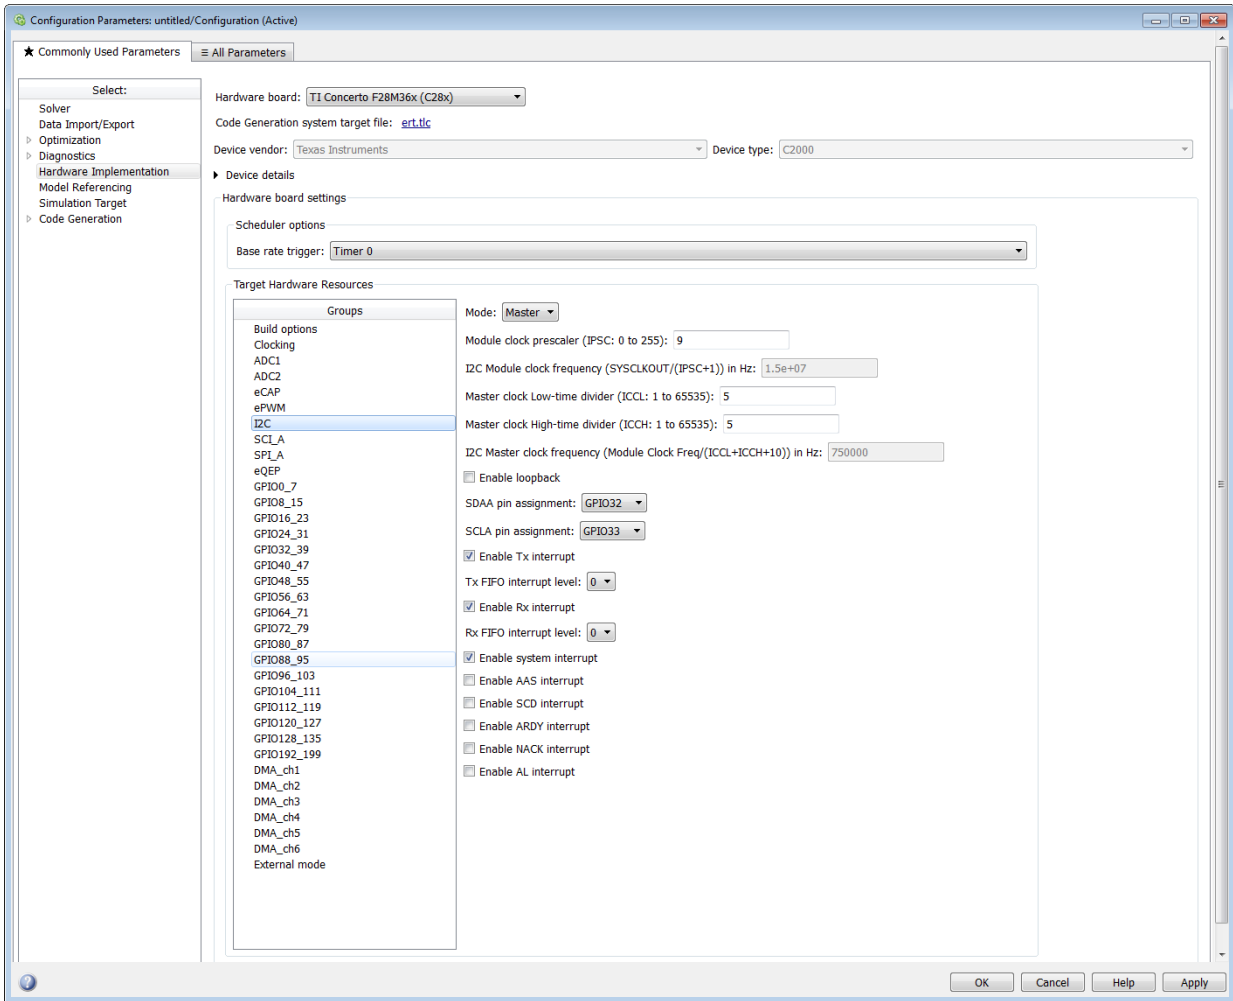 Configuration Parameters: untitled/Configuration (Active)
★ Commonly Used Parameters
≡ All Parameters
Select:
Solver
Data Import/Export
Optimization
Diagnostics
Hardware Implementation
Model Referencing
Simulation Target
Code Generation
Hardware board: TI Concerto F28M36x (C28x)
Code Generation system target file: ert.tlc
Device vendor: Texas Instruments Device type: C2000
Device details
Hardware board settings
Scheduler options
Base rate trigger: Timer 0
Target Hardware Resources
Groups
Build options
Clocking
ADC1
ADC2
eCAP
ePWM
I2C
SCI_A
SPI_A
eQEP
GPIO0_7
GPIO8_15
GPIO16_23
GPIO24_31
GPIO32_39
GPIO40_47
GPIO48_55
GPIO56_63
GPIO64_71
GPIO72_79
GPIO80_87
GPIO88_95
GPIO96_103
GPIO104_111
GPIO112_119
GPIO120_127
GPIO128_135
GPIO192_199
DMA_ch1
DMA_ch2
DMA_ch3
DMA_ch4
DMA_ch5
DMA_ch6
External mode
Mode: Master
Module clock prescaler (IPSC: 0 to 255): 9
I2C Module clock frequency (SYSCLKOUT/(IPSC+1)) in Hz: 1.5e+07
Master clock Low-time divider (ICCL: 1 to 65535): 5
Master clock High-time divider (ICCH: 1 to 65535): 5
I2C Master clock frequency (Module Clock Freq/(ICCL+ICCH+10)) in Hz: 750000
Enable loopback
SDAA pin assignment: GPIO32
SCLA pin assignment: GPIO33
Enable Tx interrupt
Tx FIFO interrupt level: 0
Enable Rx interrupt
Rx FIFO interrupt level: 0
Enable system interrupt
Enable AAS interrupt
Enable SCD interrupt
Enable ARDY interrupt
Enable NACK interrupt
Enable AL interrupt
OK
Cancel
Help
Apply